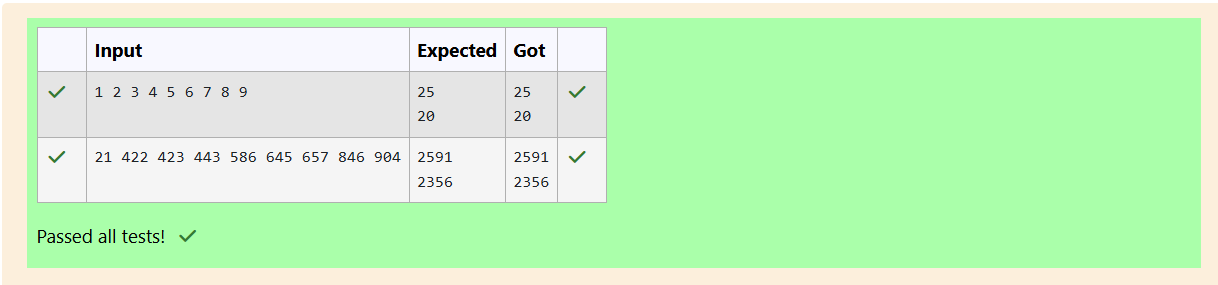 Input Expected Got
1 2 3 4 5 6 7 8 9 25 25
20 20
21 422 423 443 586 645 657 846 904 2591 2591
2356 2356
Passed all tests!